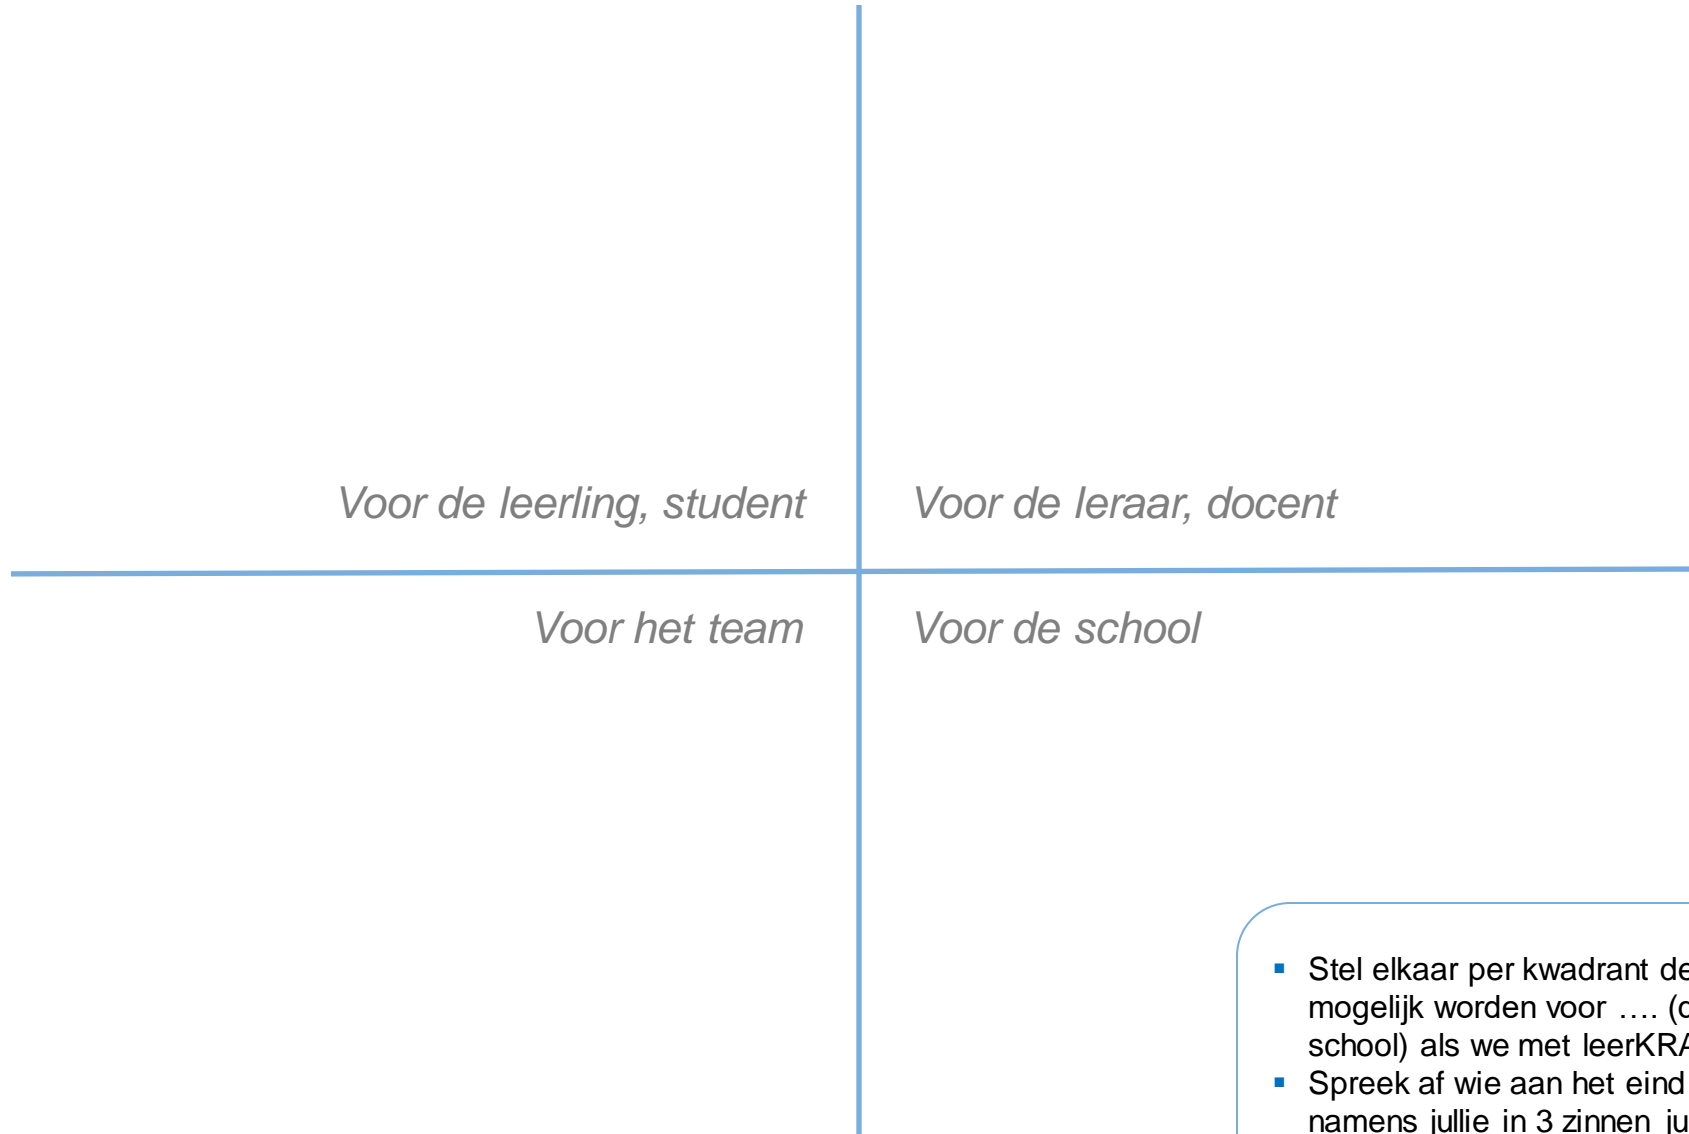 Voor de leerling, student
Voor de leraar, docent
Voor het team
Voor de school
▪ Stel elkaar per kwadrant de
mogelijk worden voor …. (
school) als we met leerKRA
▪ Spreek af wie aan het eind
namens jullie in 3 zinnen